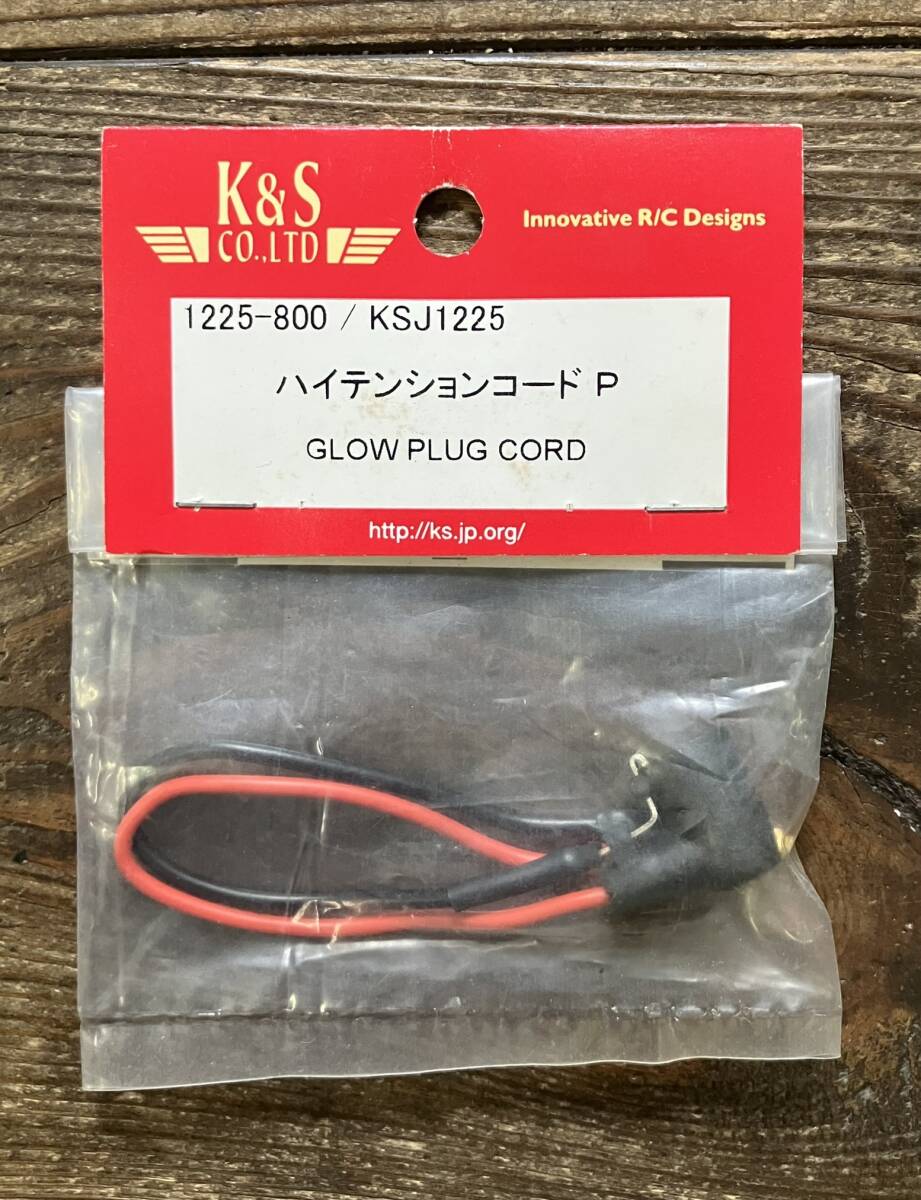 K&S
CO.,LTD
Innovative R/C Designs
1225-800 / KSJ1225
ハイテンションコード P
GLOW PLUG CORD
http://ks.jp.org/